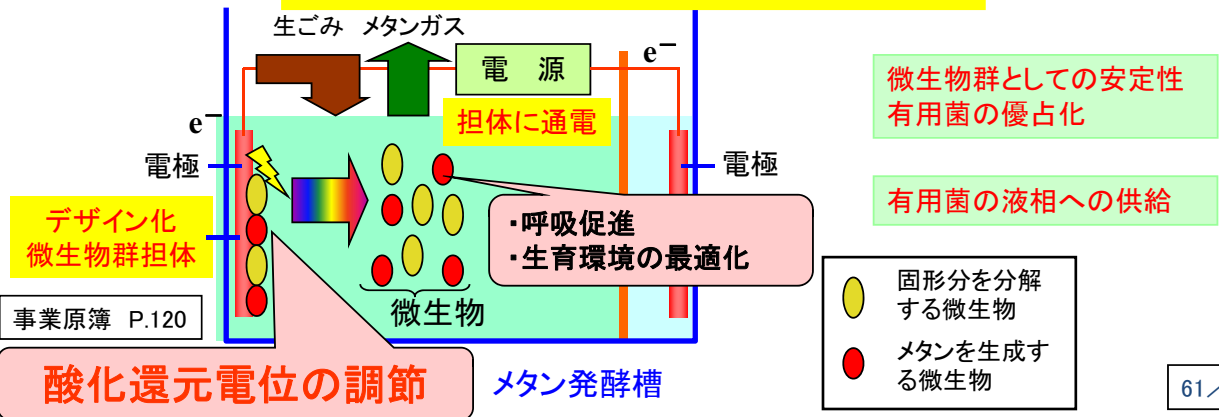 生ごみ メタンガス
e－
電 源
e－
担体に通電
電極
電極
デザイン化
微生物群担体
・呼吸促進
・生育環境の最適化
微生物
事業原簿 P.120
酸化還元電位の調節
メタン発酵槽
微生物群としての安定性
有用菌の優占化
有用菌の液相への供給
固形分を分解
する微生物
メタンを生成す
る微生物
61／